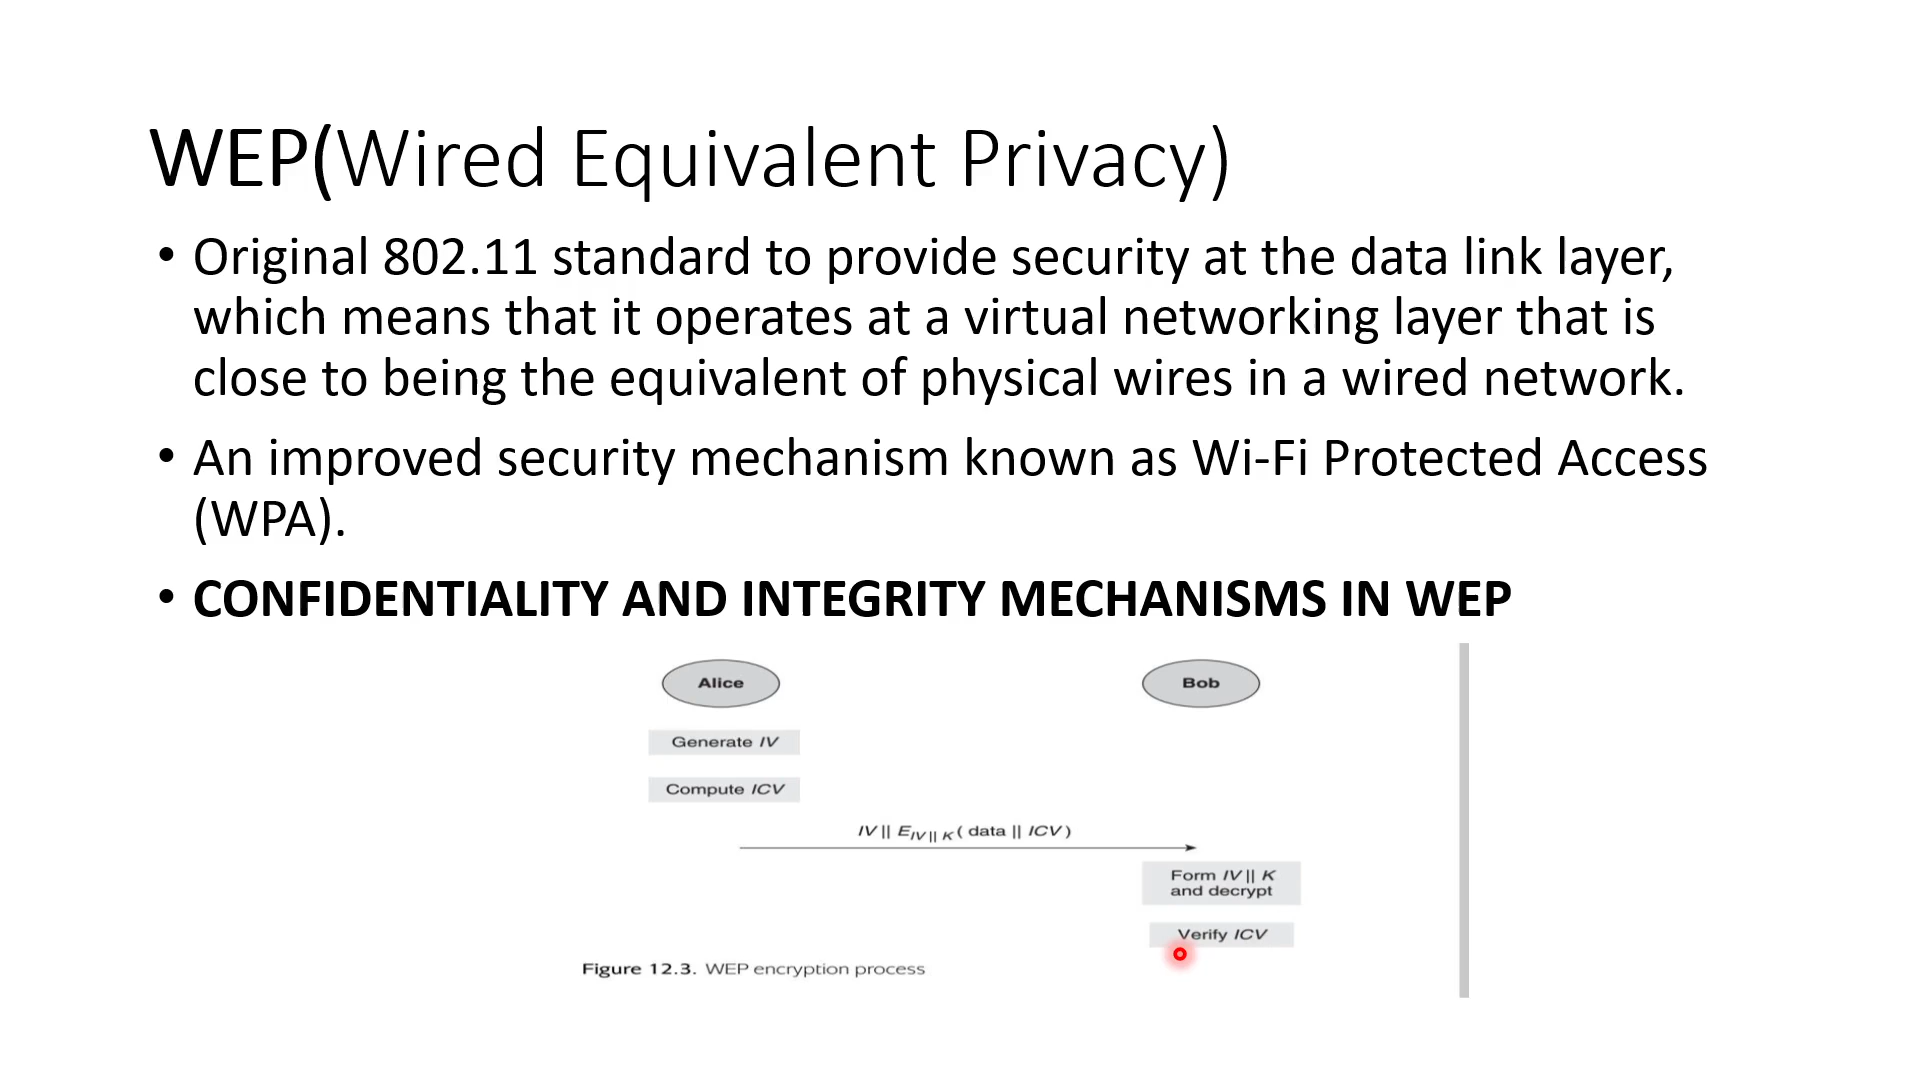 WEP(Wired Equivalent Privacy)
• Original 802.11 standard to provide security at the data link layer,
which means that it operates at a virtual networking layer that is
close to being the equivalent of physical wires in a wired network.
• An improved security mechanism known as Wi-Fi Protected Access
(WPA).
• CONFIDENTIALITY AND INTEGRITY MECHANISMS IN WEP
Alice
Bob
Generate IV
Compute ICV
IV || E_{IV || K} ( data || ICV )
Form IV || K
and decrypt
Verify ICV
Figure 12.3. WEP encryption process